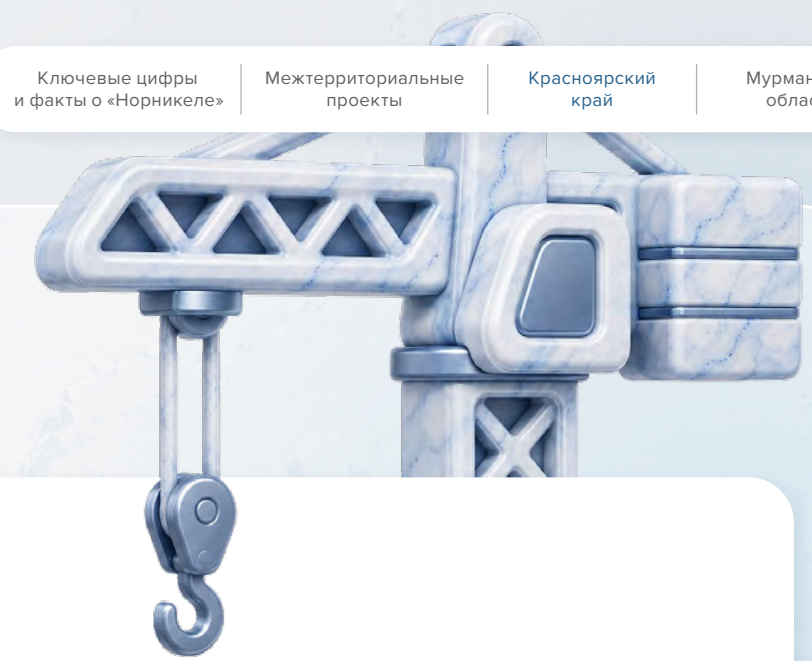 Ключевые цифры
и факты о «Норникеле»
Межтерриториальные
проекты
Красноярский
край